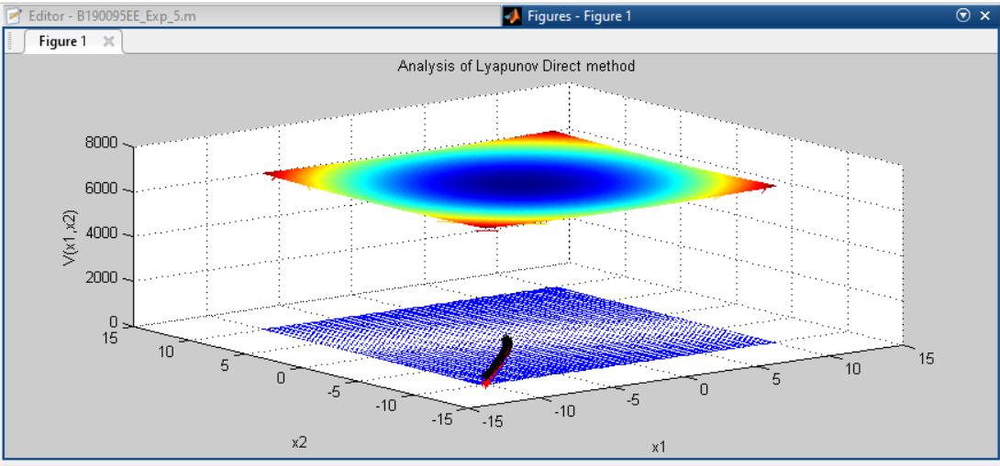 Editor - B190095EE_Exp_5.m
Figures - Figure 1
Figure 1
Analysis of Lyapunov Direct method
8000
6000
4000
2000
0
V(x1,x2)
15
10
5
0
-5
-10
-15
x2
-15
-10
-5
0
5
10
15
x1